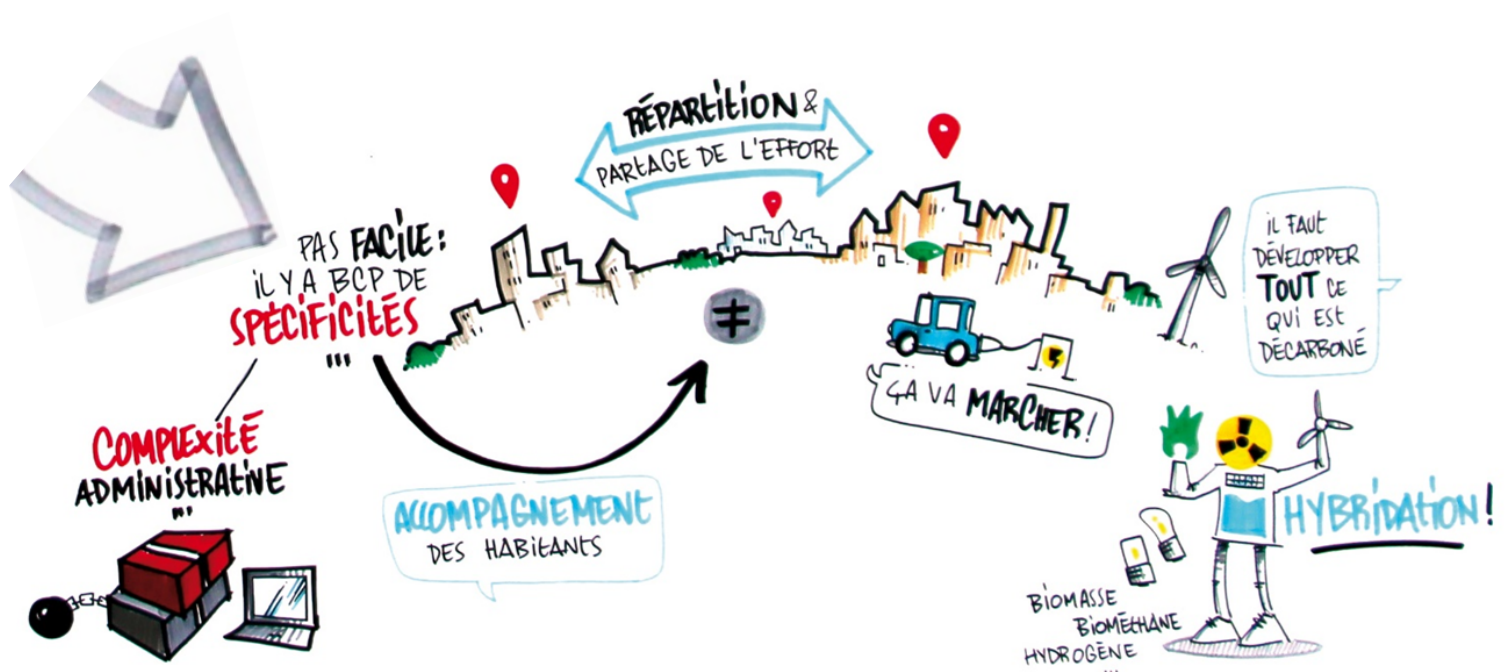 RÉPARTITION &
PARTAGE DE L'EFFORT
PAS FACILE:
IL Y A BCP DE
SPÉCIFICITÉS
...
COMPLEXITÉ
ADMINISTRATIVE
...
ACCOMPAGNEMENT
DES HABITANTS
≠
ÇA VA MARCHER!
IL FAUT
DÉVELOPPER
TOUT CE
QUI EST
DÉCARBONÉ
HYBRIDATION!
BIOMASSE
BIOMÉTHANE
HYDROGÈNE
...